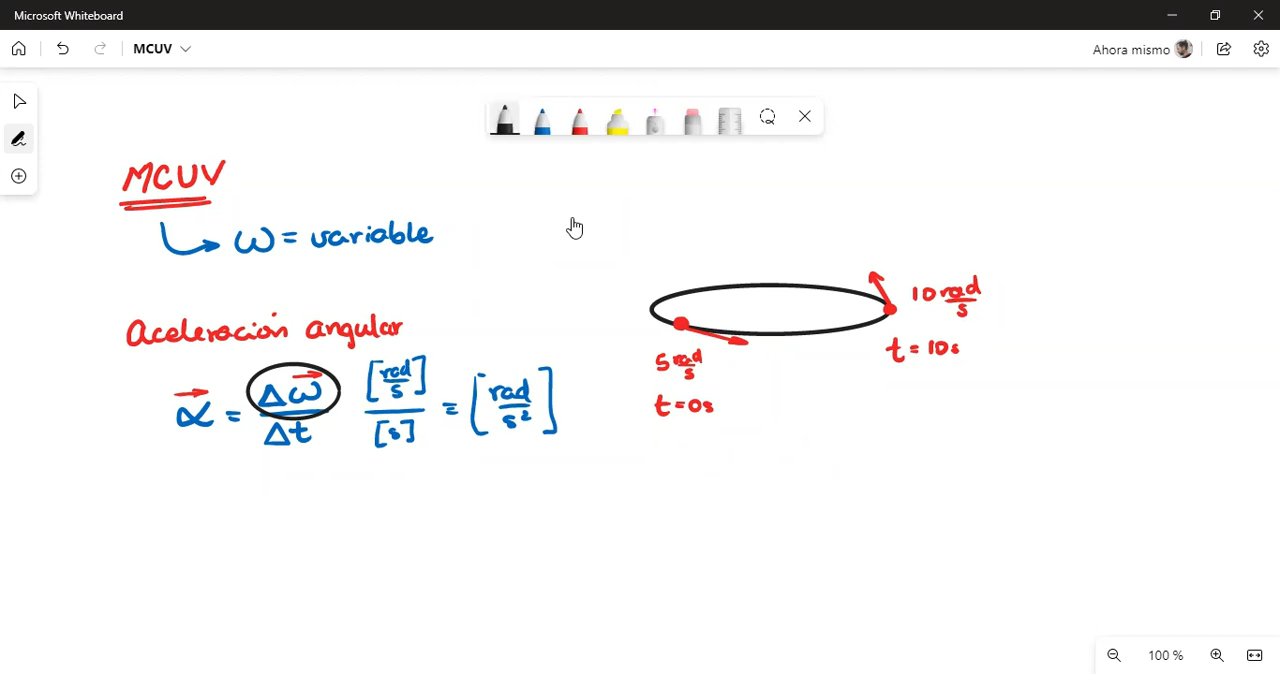 Microsoft Whiteboard
MCUV
Ahora mismo
MCUV
ω = variable
Aceleración angular
α = Δω/Δt [rad/s]/[s] = [rad/s²]
10 rad/s
t = 10s
5 rad/s
t = 0s
100 %